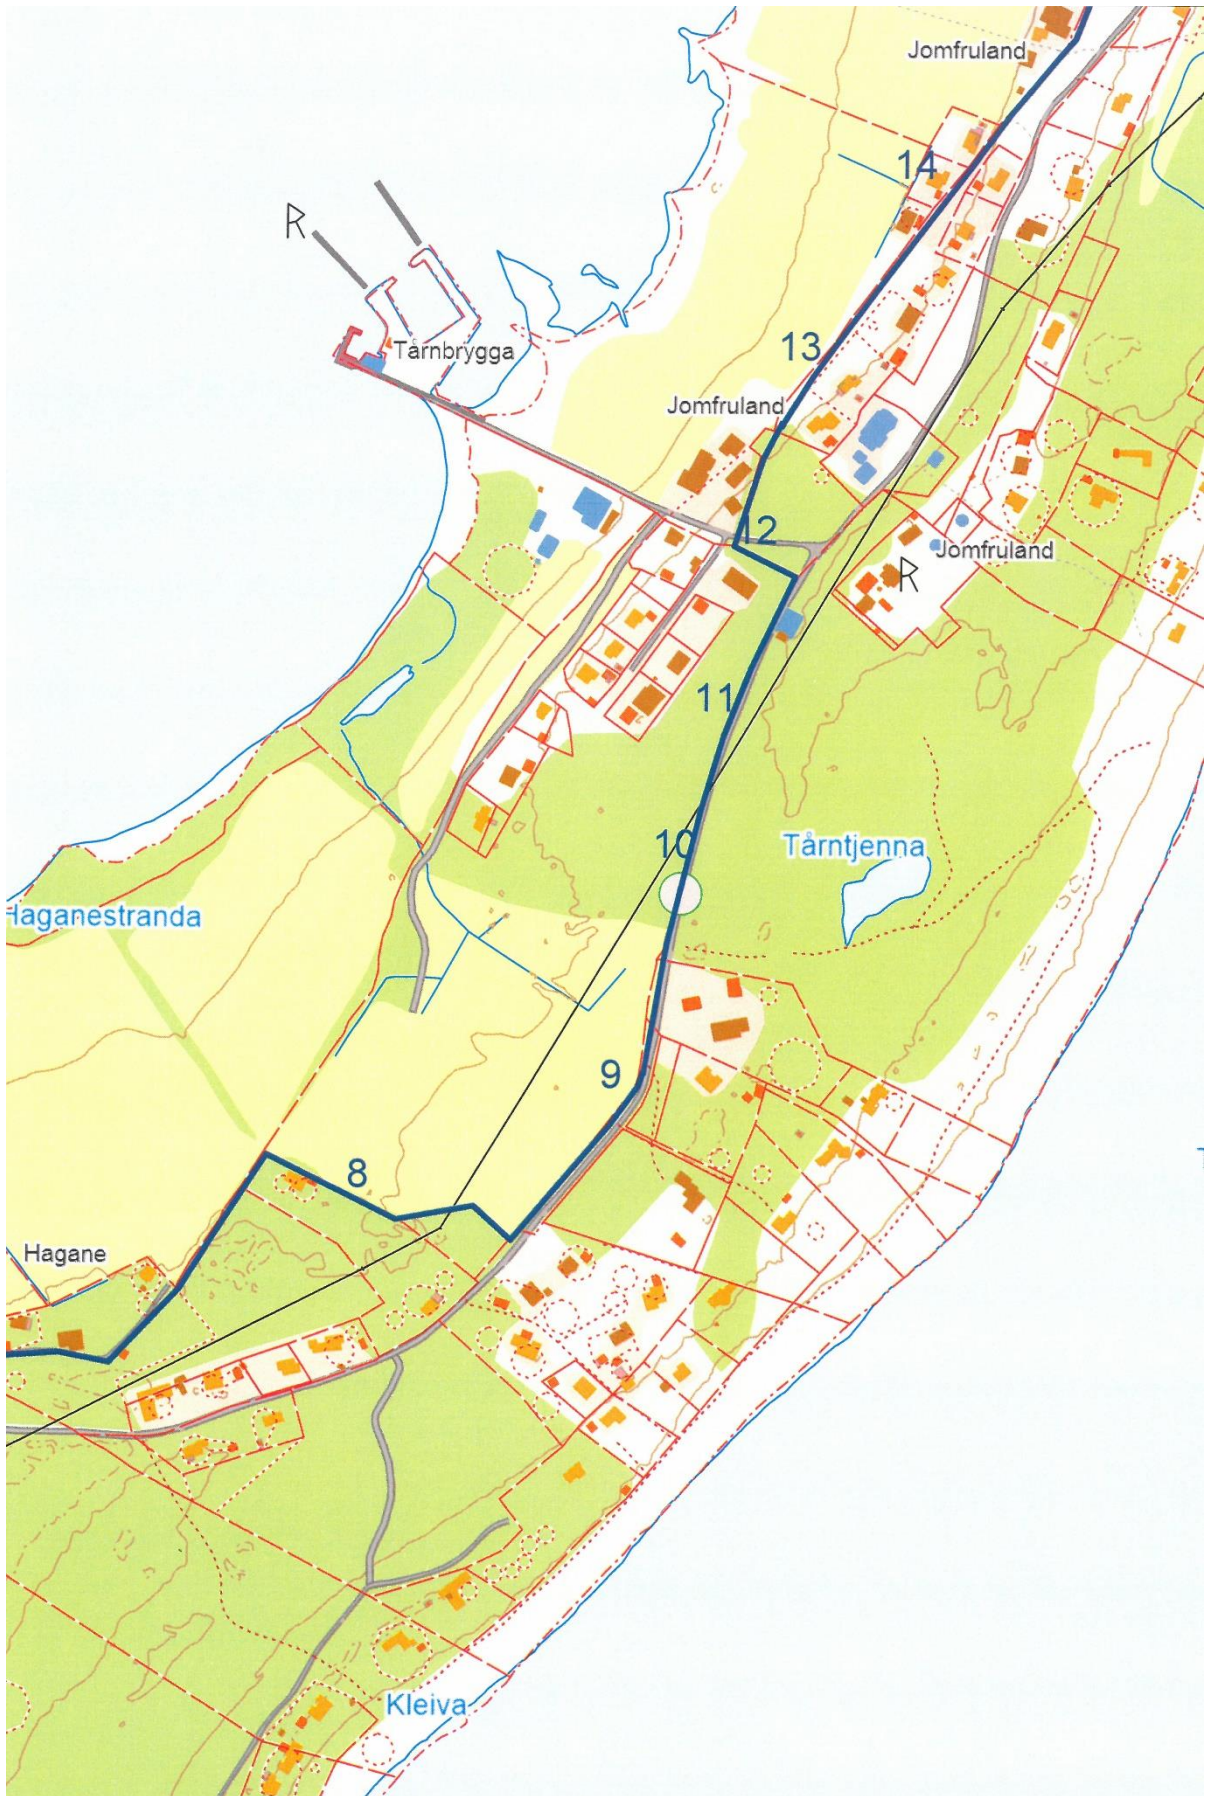 Jomfruland
14
R
Tårnbrygga
13
Jomfruland
12
Jomfruland
R
11
10
Tårntjenna
Haganestranda
9
8
Hagane
Kleiva